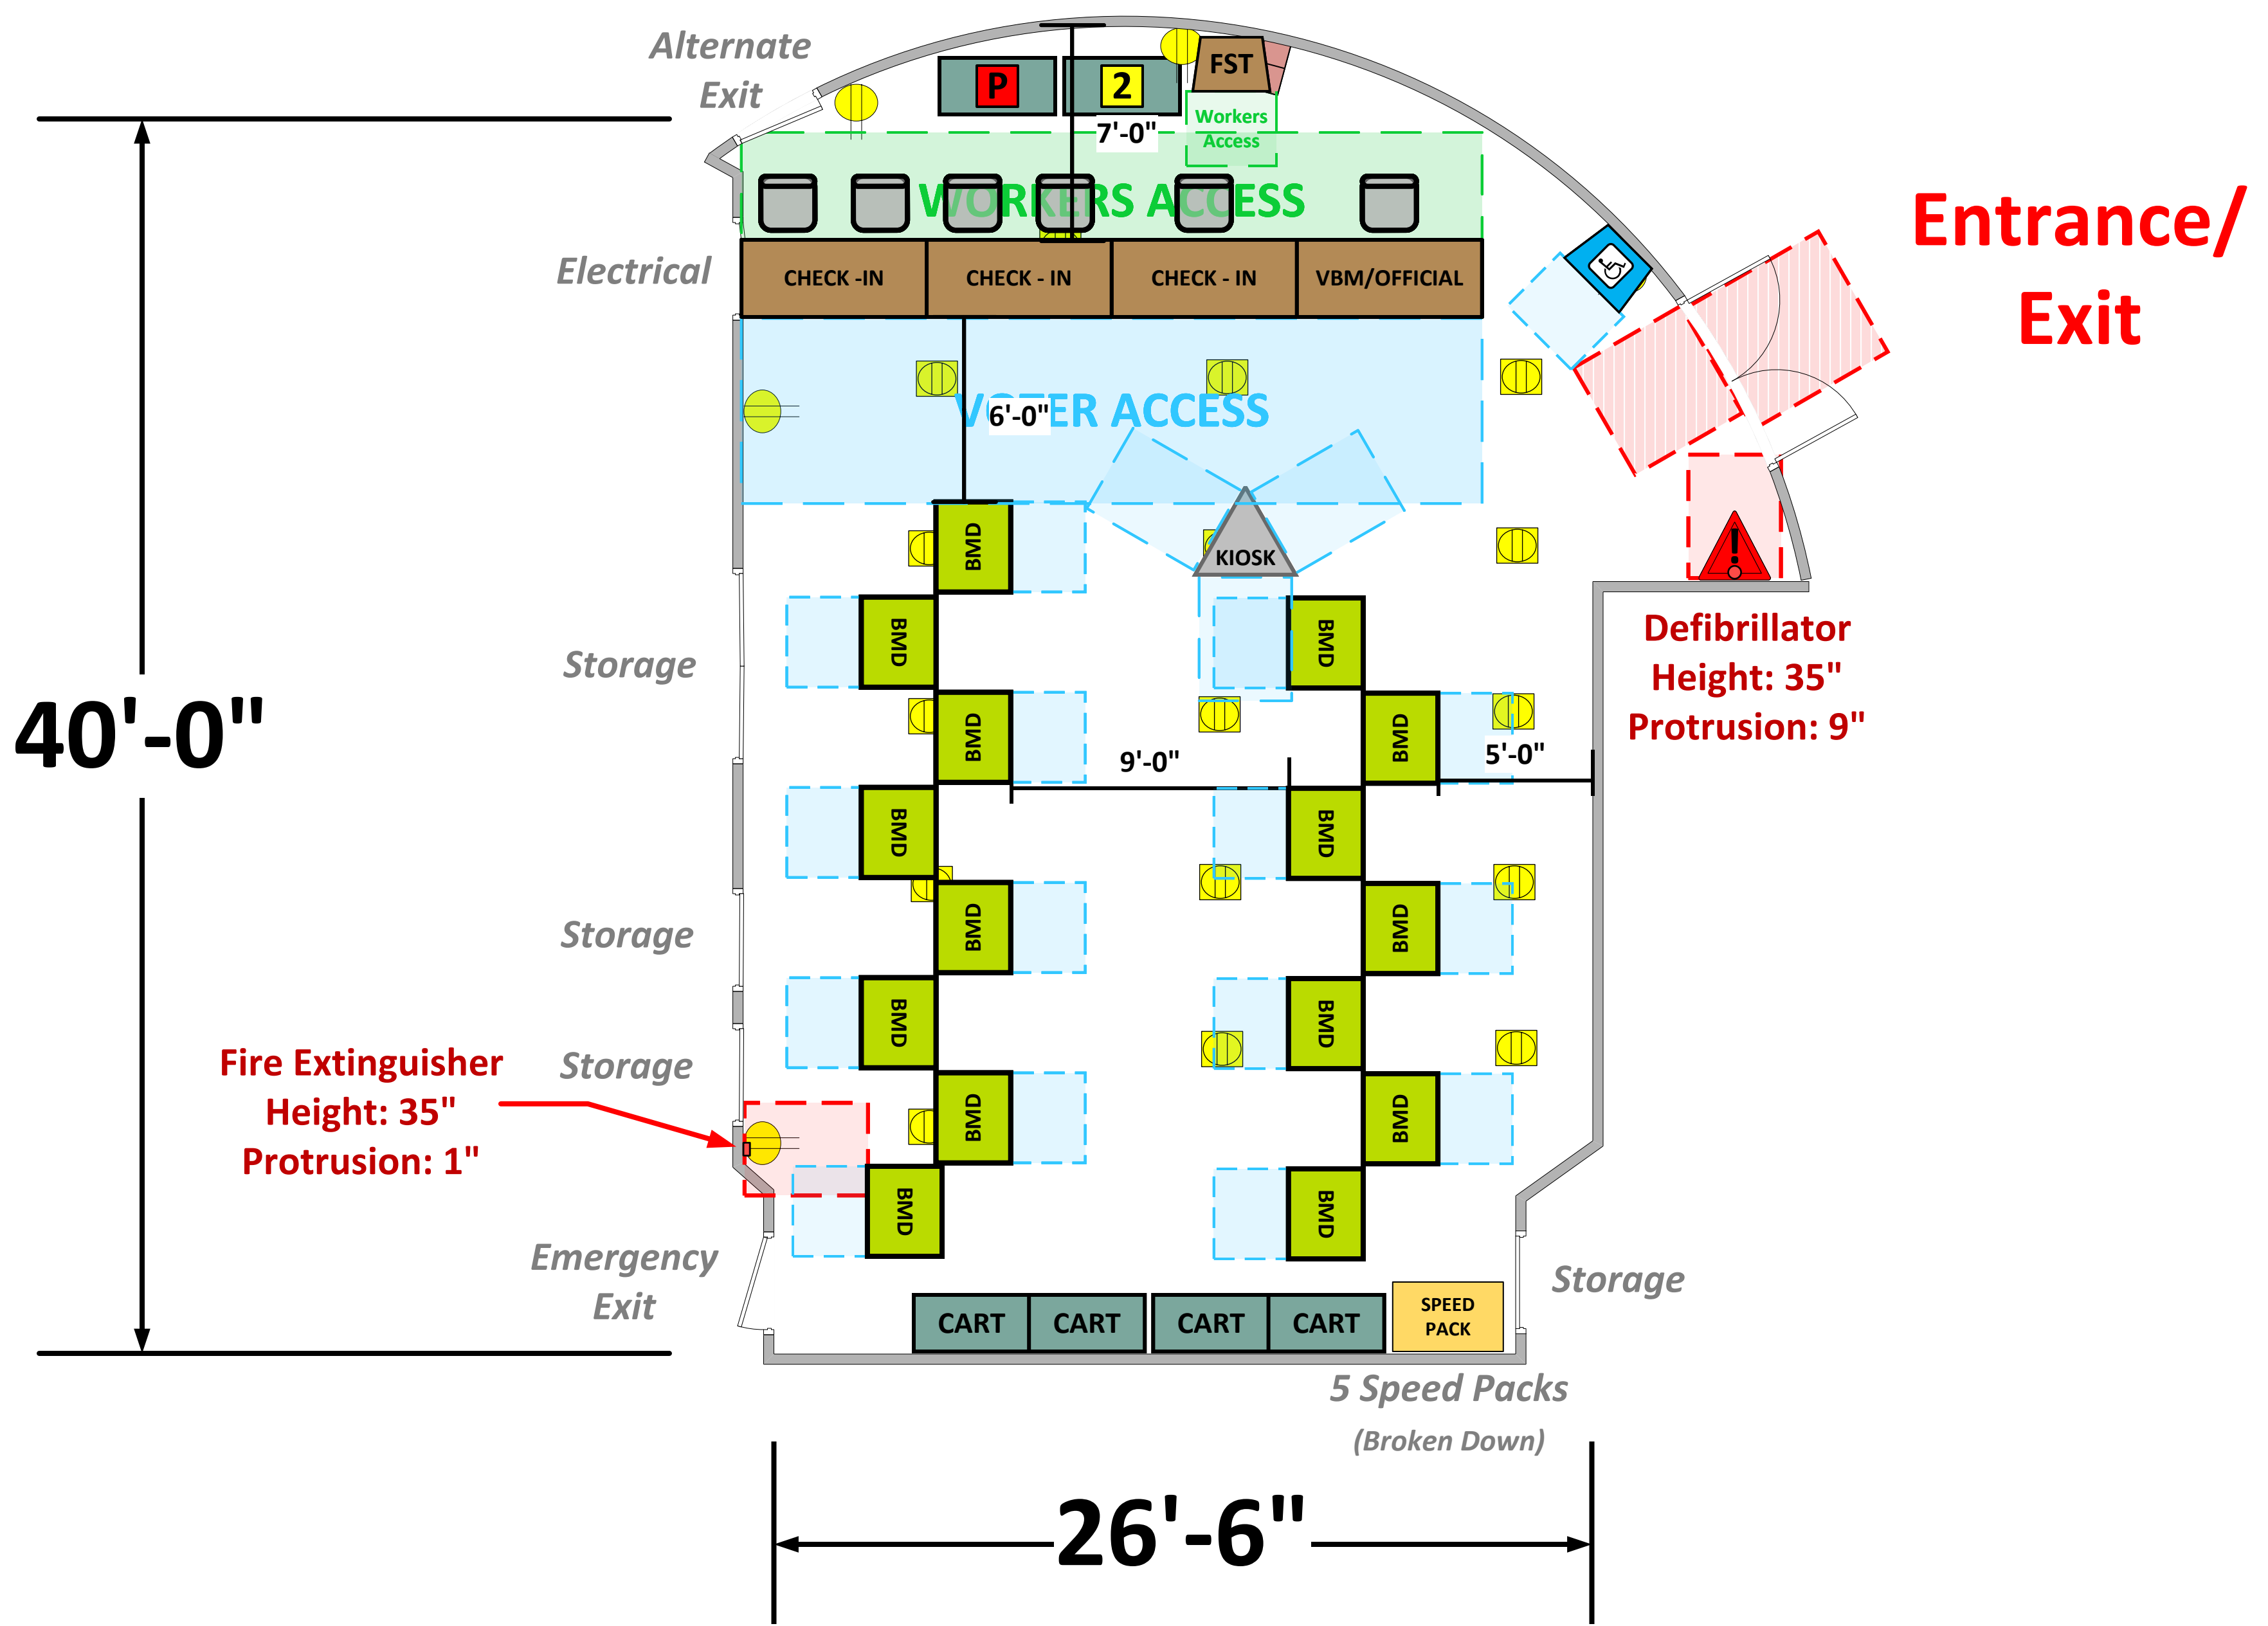 Alternate
Exit
P
2
FST
Workers
Access
7'-0"
WORKERS ACCESS
Entrance/
Exit
Electrical
CHECK -IN
CHECK - IN
CHECK - IN
VBM/OFFICIAL
VOTER ACCESS
6'-0"
BMD
KIOSK
!
Storage
BMD
BMD
Defibrillator
Height: 35"
Protrusion: 9"
40'-0"
BMD
BMD
9'-0"
5'-0"
BMD
BMD
Storage
BMD
BMD
BMD
BMD
Storage
Fire Extinguisher
Height: 35"
Protrusion: 1"
BMD
BMD
BMD
BMD
Emergency
Exit
Storage
CART
CART
CART
CART
SPEED
PACK
5 Speed Packs
(Broken Down)
26'-6"